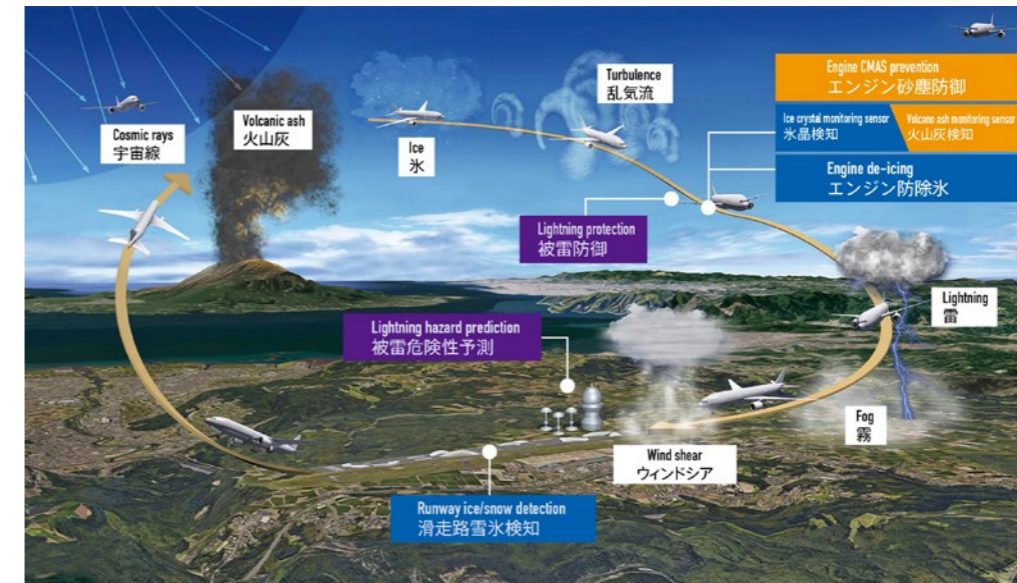 Cosmic rays
宇宙線
Volcanic ash
火山灰
Ice
氷
Turbulence
乱気流
Engine CMAS prevention
エンジン砂塵防御
Ice crystal monitoring sensor
氷晶検知
Volcano ash monitoring sensor
火山灰検知
Engine de-icing
エンジン防除氷
Lightning protection
被雷防御
Lightning
雷
Lightning hazard prediction
被雷危険性予測
Fog
霧
Wind shear
ウィンドシア
Runway ice/snow detection
滑走路雪氷検知